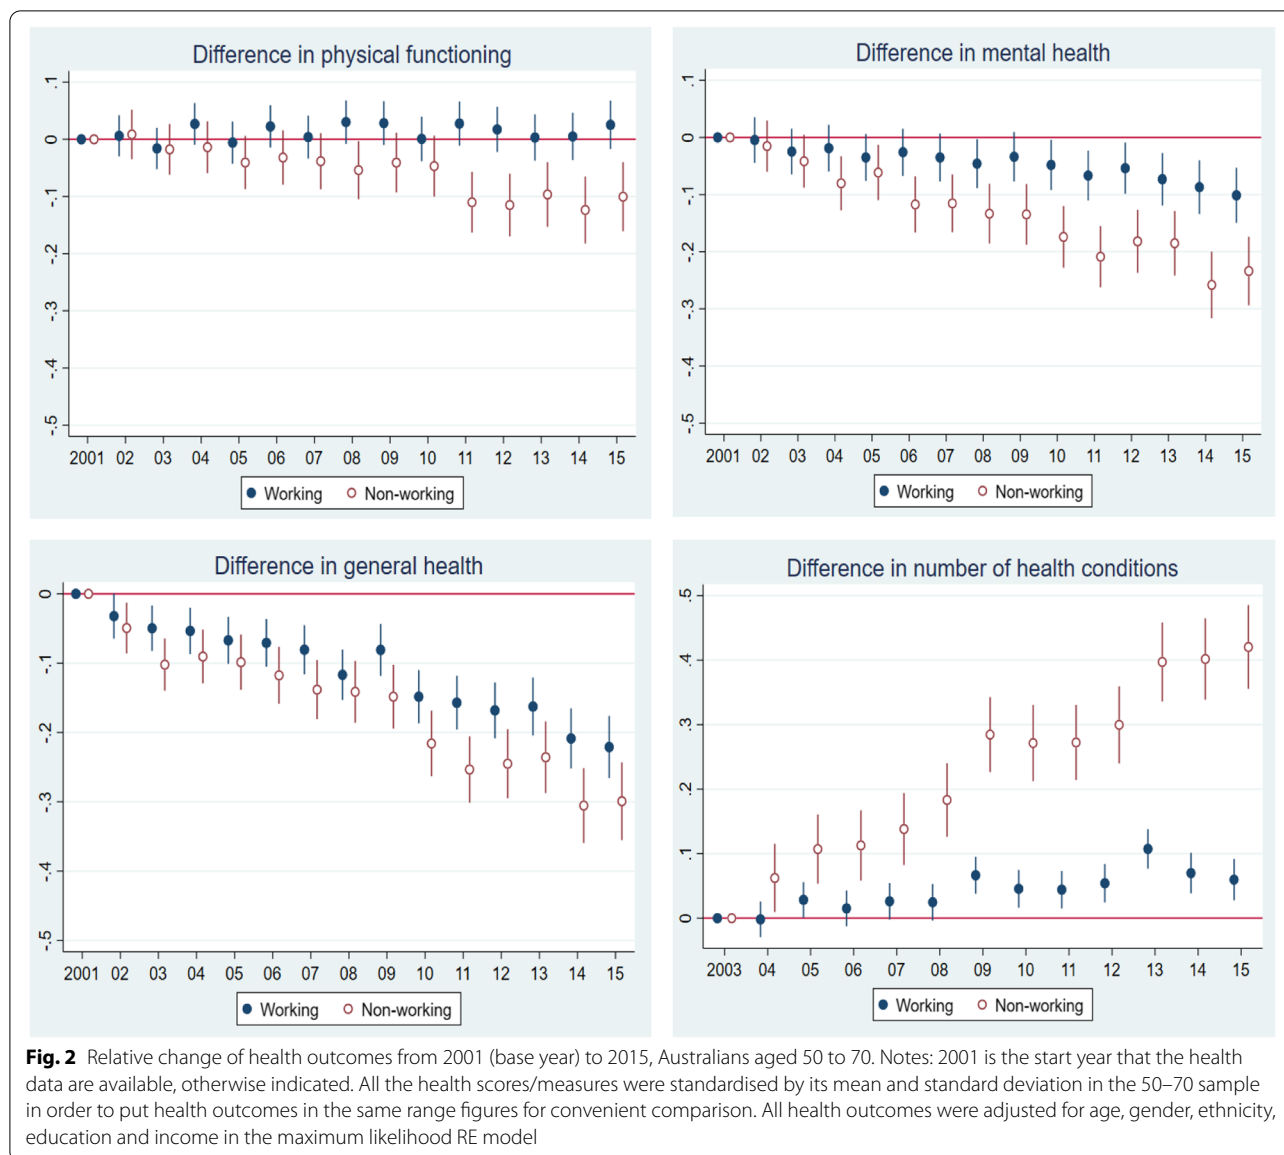 Difference in physical functioning
.1
0
-.1
-.2
-.3
-.4
-.5
2001 02 03 04 05 06 07 08 09 10 11 12 13 14 15
Working Non-working
Difference in mental health
.1
0
-.1
-.2
-.3
-.4
-.5
2001 02 03 04 05 06 07 08 09 10 11 12 13 14 15
Working Non-working
Difference in general health
0
-.1
-.2
-.3
-.4
-.5
2001 02 03 04 05 06 07 08 09 10 11 12 13 14 15
Working Non-working
Difference in number of health conditions
.5
.4
.3
.2
.1
0
2003 04 05 06 07 08 09 10 11 12 13 14 15
Working Non-working
Fig. 2 Relative change of health outcomes from 2001 (base year) to 2015, Australians aged 50 to 70. Notes: 2001 is the start year that the health
data are available, otherwise indicated. All the health scores/measures were standardised by its mean and standard deviation in the 50–70 sample
in order to put health outcomes in the same range figures for convenient comparison. All health outcomes were adjusted for age, gender, ethnicity,
education and income in the maximum likelihood RE model